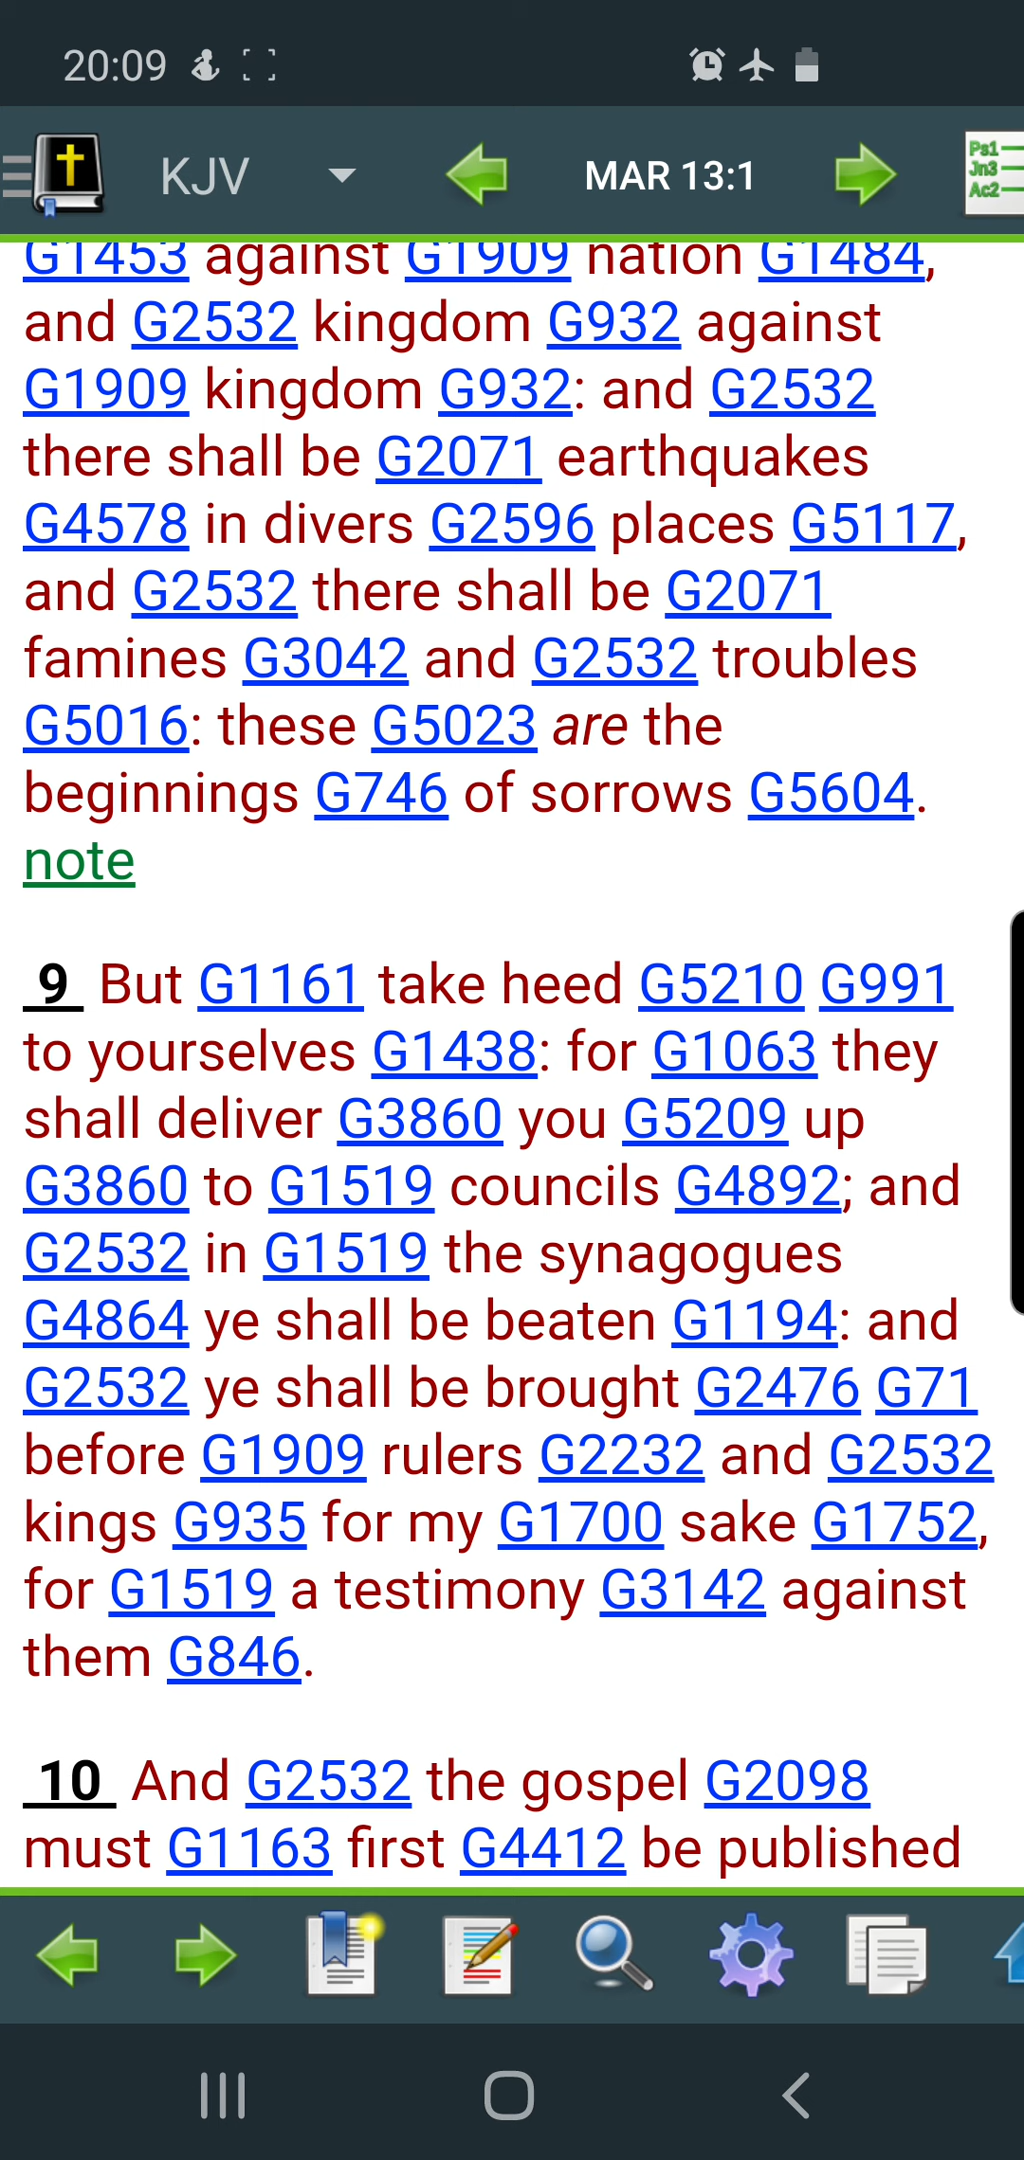 20:09
KJV
MAR 13:1
Ps1
Jn3
Ac2
G1453 against G1909 nation G1484,
and G2532 kingdom G932 against
G1909 kingdom G932: and G2532
there shall be G2071 earthquakes
G4578 in divers G2596 places G5117,
and G2532 there shall be G2071
famines G3042 and G2532 troubles
G5016: these G5023 are the
beginnings G746 of sorrows G5604.
note
9 But G1161 take heed G5210 G991
to yourselves G1438: for G1063 they
shall deliver G3860 you G5209 up
G3860 to G1519 councils G4892; and
G2532 in G1519 the synagogues
G4864 ye shall be beaten G1194: and
G2532 ye shall be brought G2476 G71
before G1909 rulers G2232 and G2532
kings G935 for my G1700 sake G1752,
for G1519 a testimony G3142 against
them G846.
10 And G2532 the gospel G2098
must G1163 first G4412 be published